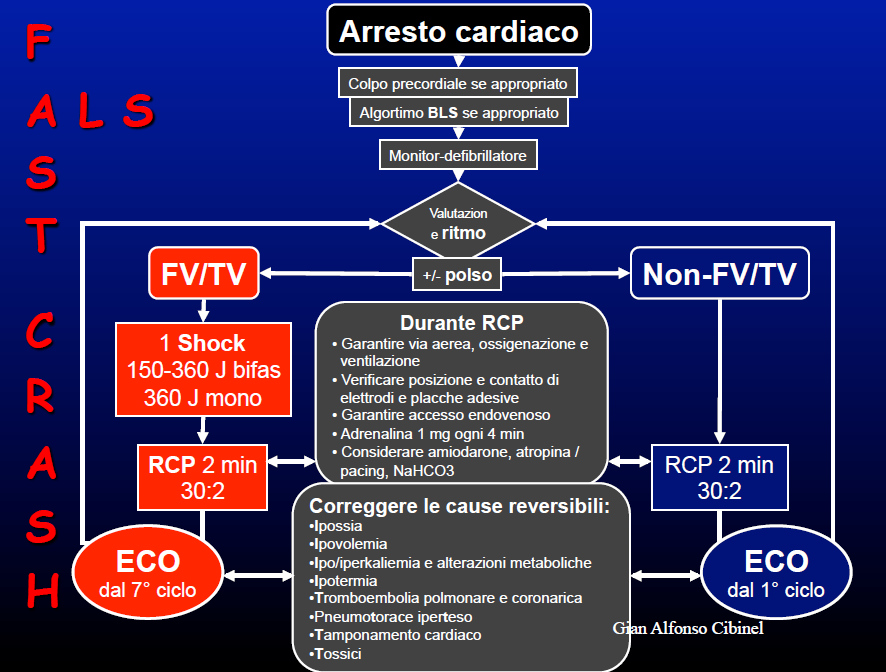 F
A L S
S
T
C
R
A
S
H
Arresto cardiaco
Colpo precordiale se appropriato
Algortimo BLS se appropriato
Monitor-defibrillatore
Valutazion
e ritmo
+/- polso
FV/TV
Non-FV/TV
1 Shock
150-360 J bifas
360 J mono
RCP 2 min
30:2
ECO
dal 7° ciclo
Durante RCP
• Garantire via aerea, ossigenazione e
ventilazione
• Verificare posizione e contatto di
elettrodi e placche adesive
• Garantire accesso endovenoso
• Adrenalina 1 mg ogni 4 min
• Considerare amiodarone, atropina /
pacing, NaHCO3
Correggere le cause reversibili:
•Ipossia
•Ipovolemia
•Ipo/iperkaliemia e alterazioni metaboliche
•Ipotermia
•Tromboembolia polmonare e coronarica
•Pneumotorace iperteso
•Tamponamento cardiaco
•Tossici
RCP 2 min
30:2
ECO
dal 1° ciclo
Gian Alfonso Cibinel